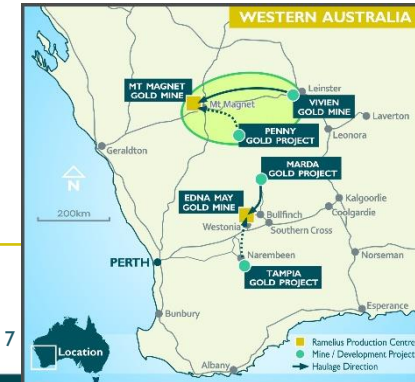 WESTERN AUSTRALIA
MT MAGNET
GOLD MINE
Mt Magnet
Leinster
VIVIEN
GOLD MINE
Laverton
Leonora
PENNY
GOLD PROJECT
Geraldton
MARDA
GOLD PROJECT
N
200km
EDNA MAY
GOLD MINE
Bullfinch
Kalgoorlie
Coolgardie
Westonia
Southern Cross
PERTH
Narembeen
Norseman
TAMPIA
GOLD PROJECT
7
Bunbury
Esperance
Location
Albany
Ramelius Production Centre
Mine / Development Project
Haulage Direction